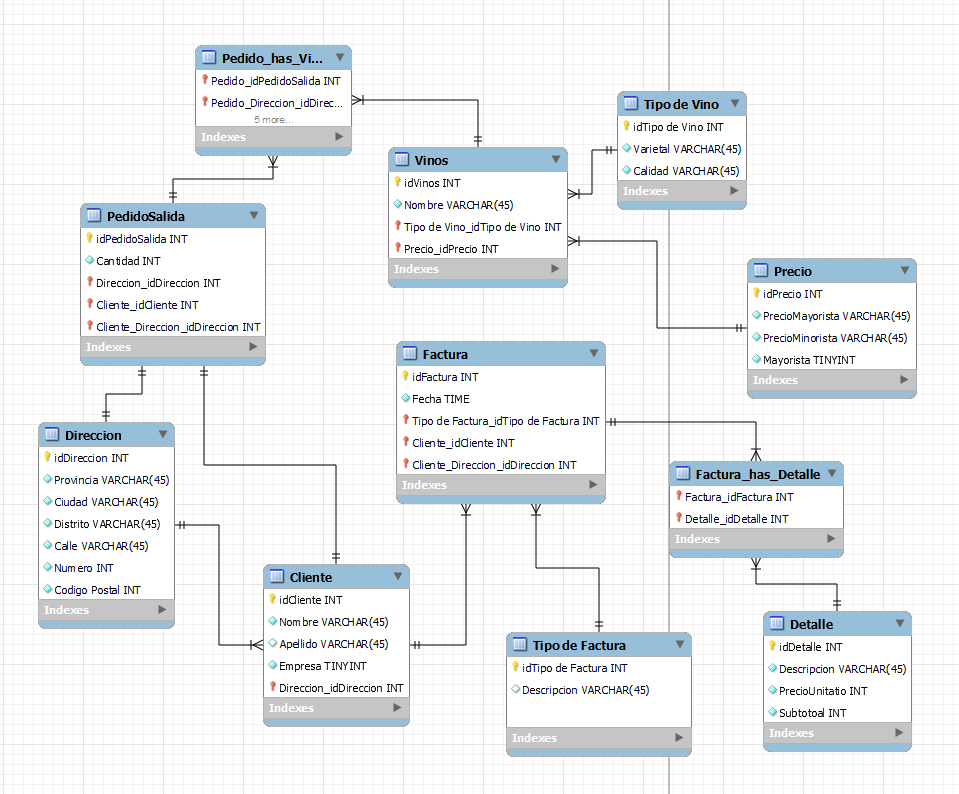 Pedido_has_Vi...
Pedido_idPedidoSalida INT
Pedido_Direccion_idDirec...
5 more...
Indexes
Tipo de Vino
idTipo de Vino INT
Varietal VARCHAR(45)
Calidad VARCHAR(45)
Indexes
Vinos
idVinos INT
Nombre VARCHAR(45)
Tipo de Vino_idTipo de Vino INT
Precio_idPrecio INT
Indexes
PedidoSalida
idPedidoSalida INT
Cantidad INT
Direccion_idDireccion INT
Cliente_idCliente INT
Cliente_Direccion_idDireccion INT
Indexes
Precio
idPrecio INT
PrecioMayorista VARCHAR(45)
PrecioMinorista VARCHAR(45)
Mayorista TINYINT
Indexes
Factura
idFactura INT
Fecha TIME
Tipo de Factura_idTipo de Factura INT
Cliente_idCliente INT
Cliente_Direccion_idDireccion INT
Indexes
Direccion
idDireccion INT
Provincia VARCHAR(45)
Ciudad VARCHAR(45)
Distrito VARCHAR(45)
Calle VARCHAR(45)
Numero INT
Codigo Postal INT
Indexes
Factura_has_Detalle
Factura_idFactura INT
Detalle_idDetalle INT
Indexes
Cliente
idCliente INT
Nombre VARCHAR(45)
Apellido VARCHAR(45)
Empresa TINYINT
Direccion_idDireccion INT
Indexes
Tipo de Factura
idTipo de Factura INT
Descripcion VARCHAR(45)
Indexes
Detalle
idDetalle INT
Descripcion VARCHAR(45)
PrecioUnitatio INT
Subtotoal INT
Indexes